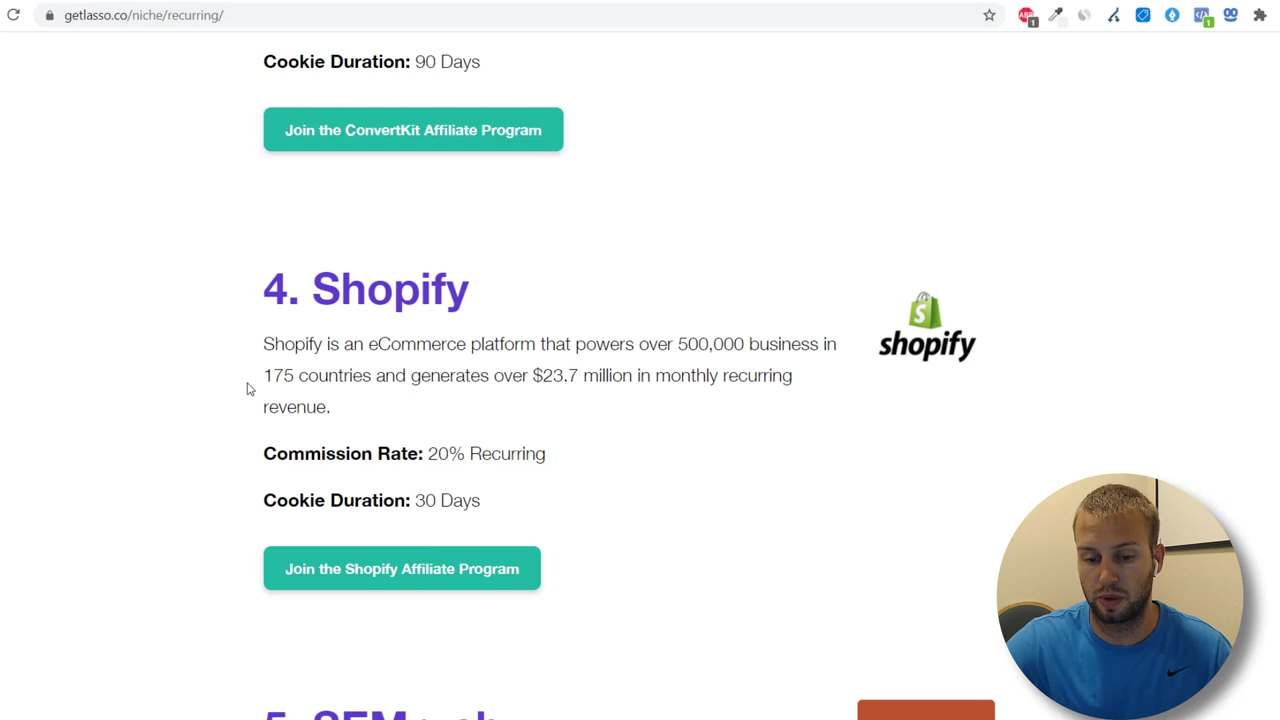 getlasso.co/niche/recurring/
1
1
Cookie Duration: 90 Days
Join the ConvertKit Affiliate Program
4. Shopify
Shopify is an eCommerce platform that powers over 500,000 business in
175 countries and generates over $23.7 million in monthly recurring
revenue.
S
shopify
Commission Rate: 20% Recurring
Cookie Duration: 30 Days
Join the Shopify Affiliate Program